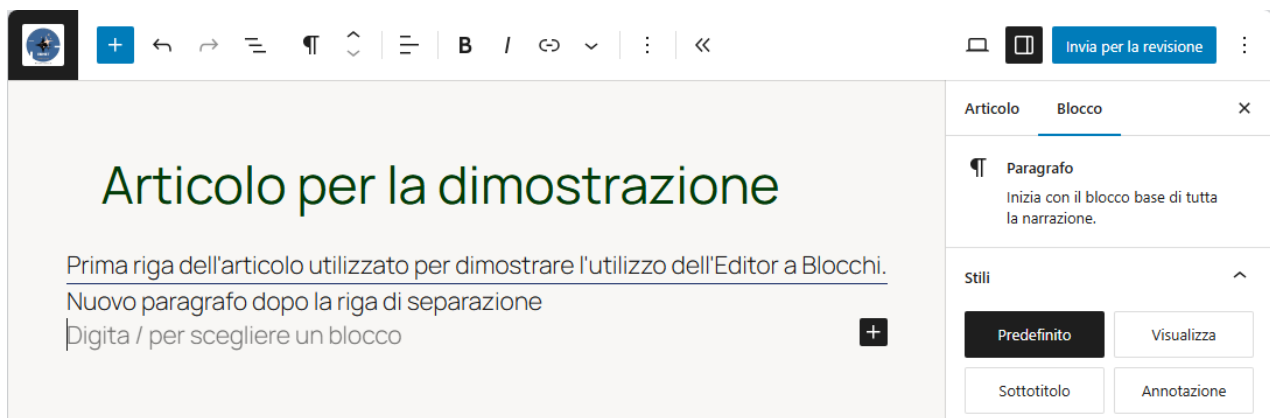 B I Invia per la revisione
Articolo Blocco
Articolo per la dimostrazione
Prima riga dell'articolo utilizzato per dimostrare l'utilizzo dell'Editor a Blocchi.
Nuovo paragrafo dopo la riga di separazione
Digita / per scegliere un blocco
Paragrafo
Inizia con il blocco base di tutta
la narrazione.
Stili
Predefinito Visualizza
Sottotitolo Annotazione